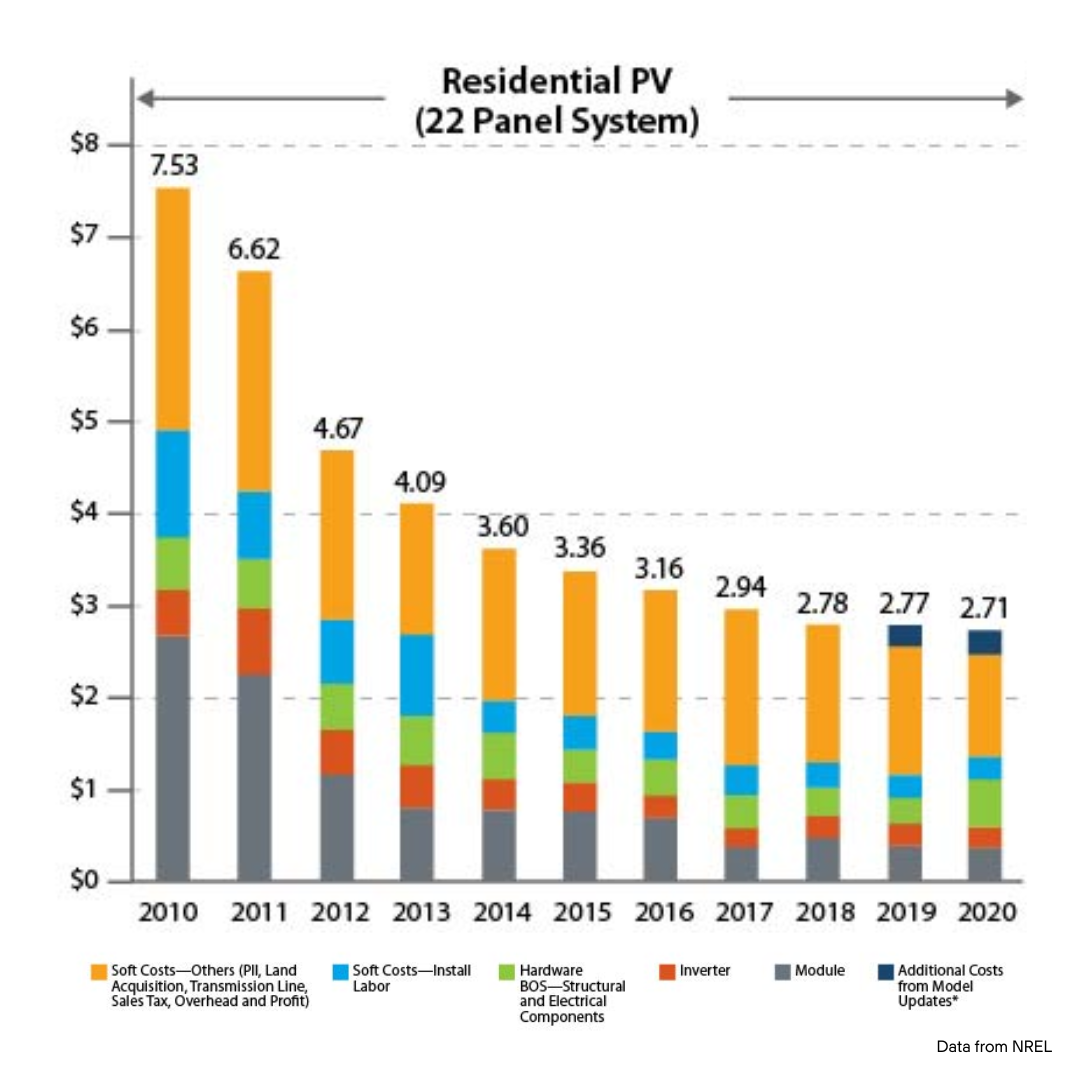 Residential PV
(22 Panel System)
$8
7.53
$7
6.62
$6
$5
4.67
4.09
$4
3.60
3.36
3.16
2.94
2.78
2.77
2.71
$3
$2
$1
$0
2010 2011 2012 2013 2014 2015 2016 2017 2018 2019 2020
Soft Costs—Others (PII, Land
Acquisition, Transmission Line,
Sales Tax, Overhead and Profit)
Soft Costs—Install
Labor
Hardware
BOS—Structural
and Electrical
Components
Inverter
Module
Additional Costs
from Model
Updates*
Data from NREL